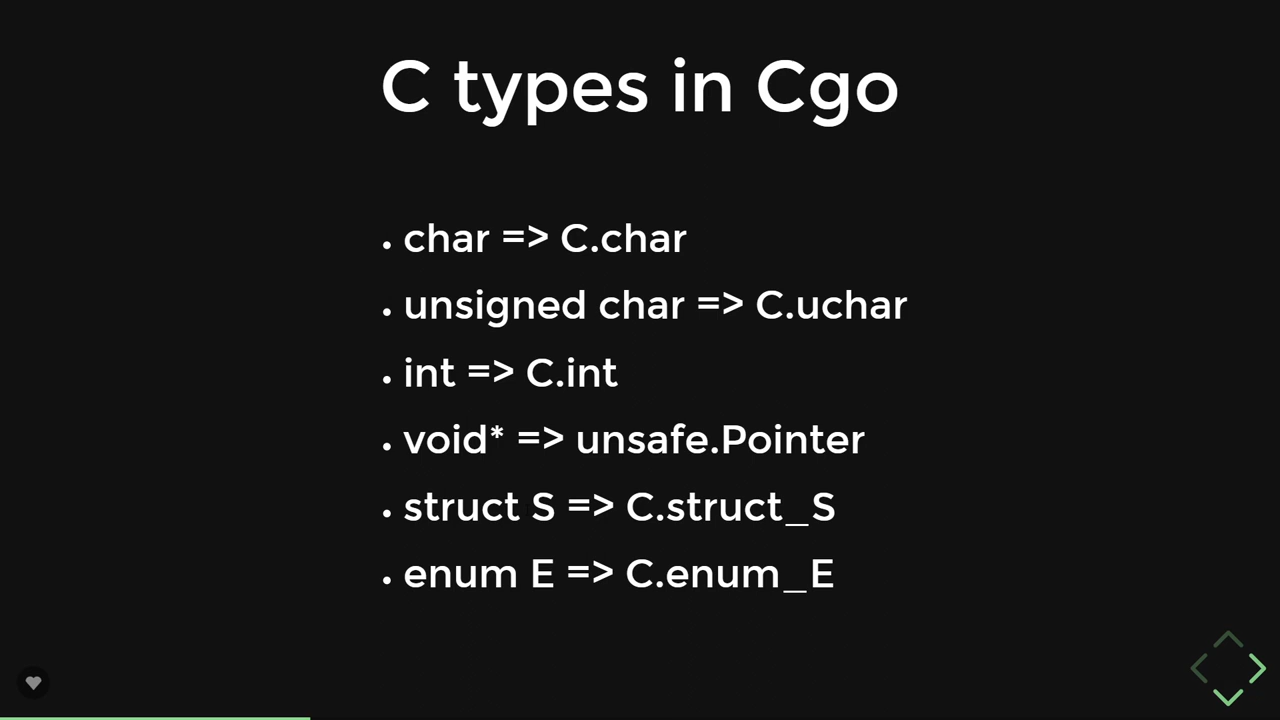 C types in Cgo
• char => C.char
• unsigned char => C.uchar
• int => C.int
• void* => unsafe.Pointer
• struct S => C.struct_S
• enum E => C.enum_E